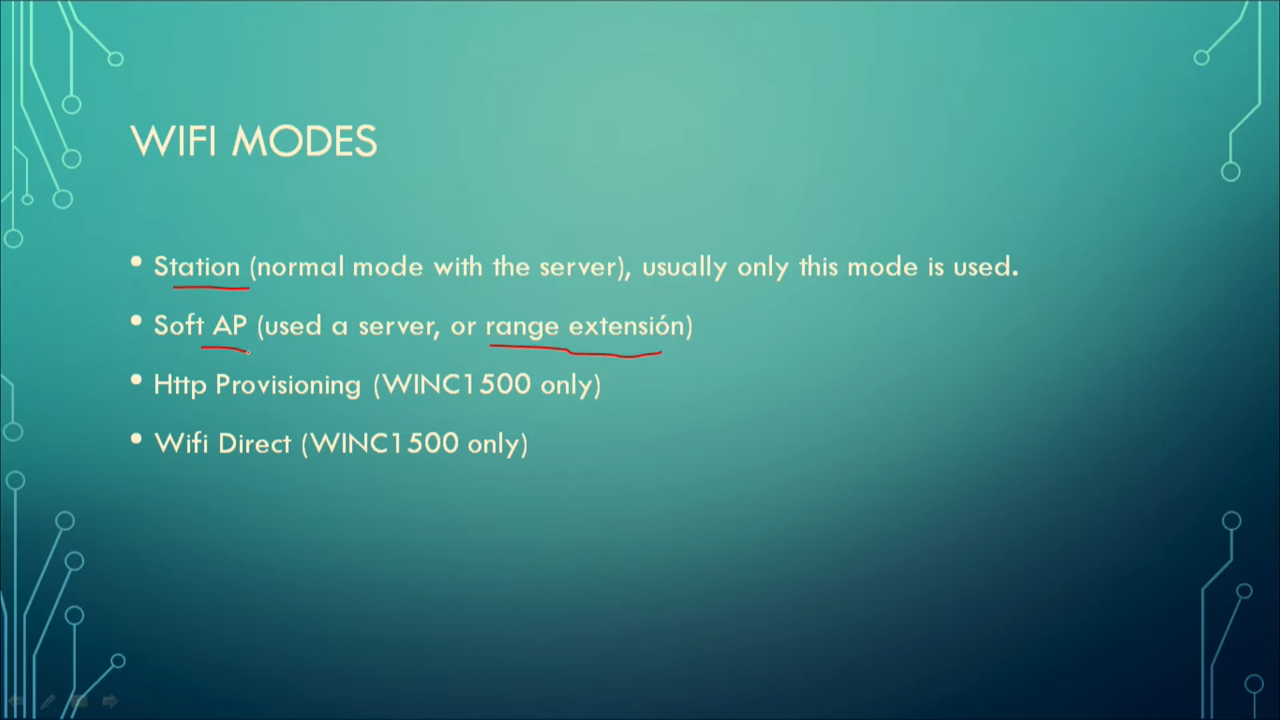 WIFI MODES
• Station (normal mode with the server), usually only this mode is used.
• Soft AP (used a server, or range extensión)
• Http Provisioning (WINC1500 only)
• Wifi Direct (WINC1500 only)